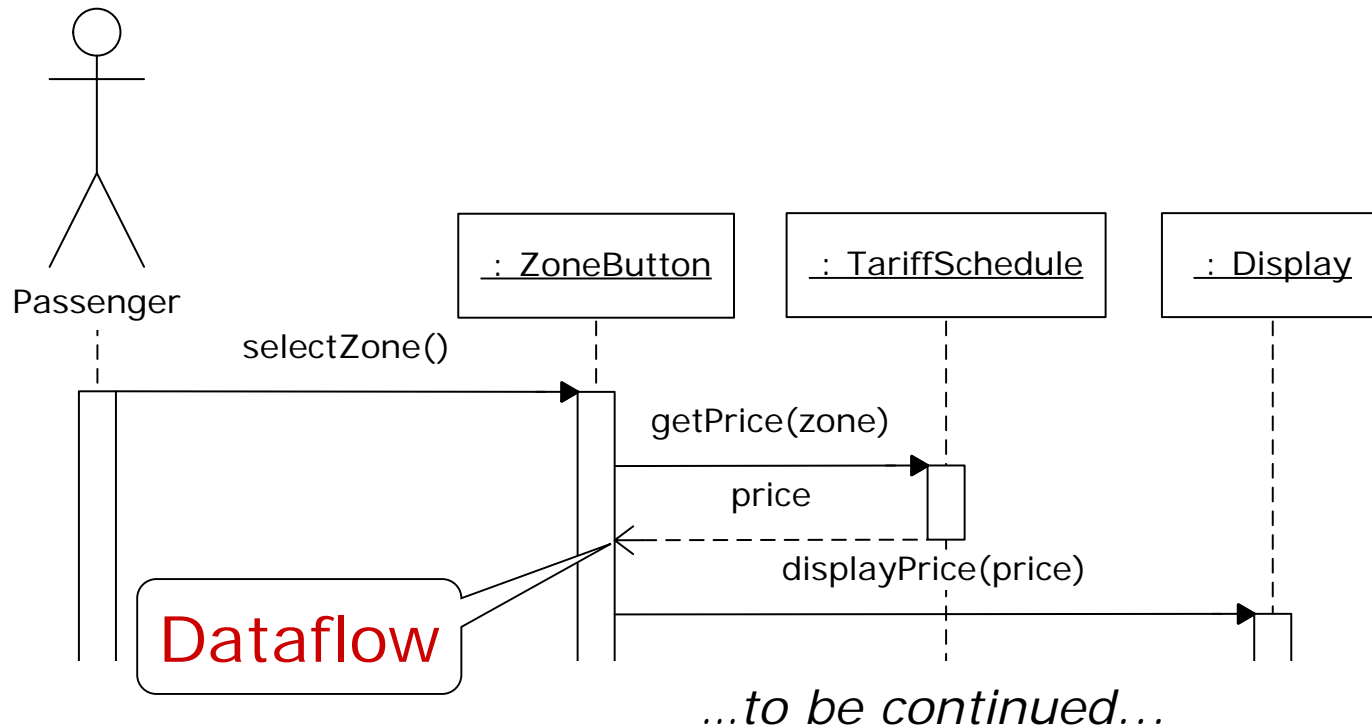 : ZoneButton
: TariffSchedule
: Display
Passenger
selectZone()
getPrice(zone)
price
displayPrice(price)
Dataflow
...to be continued...